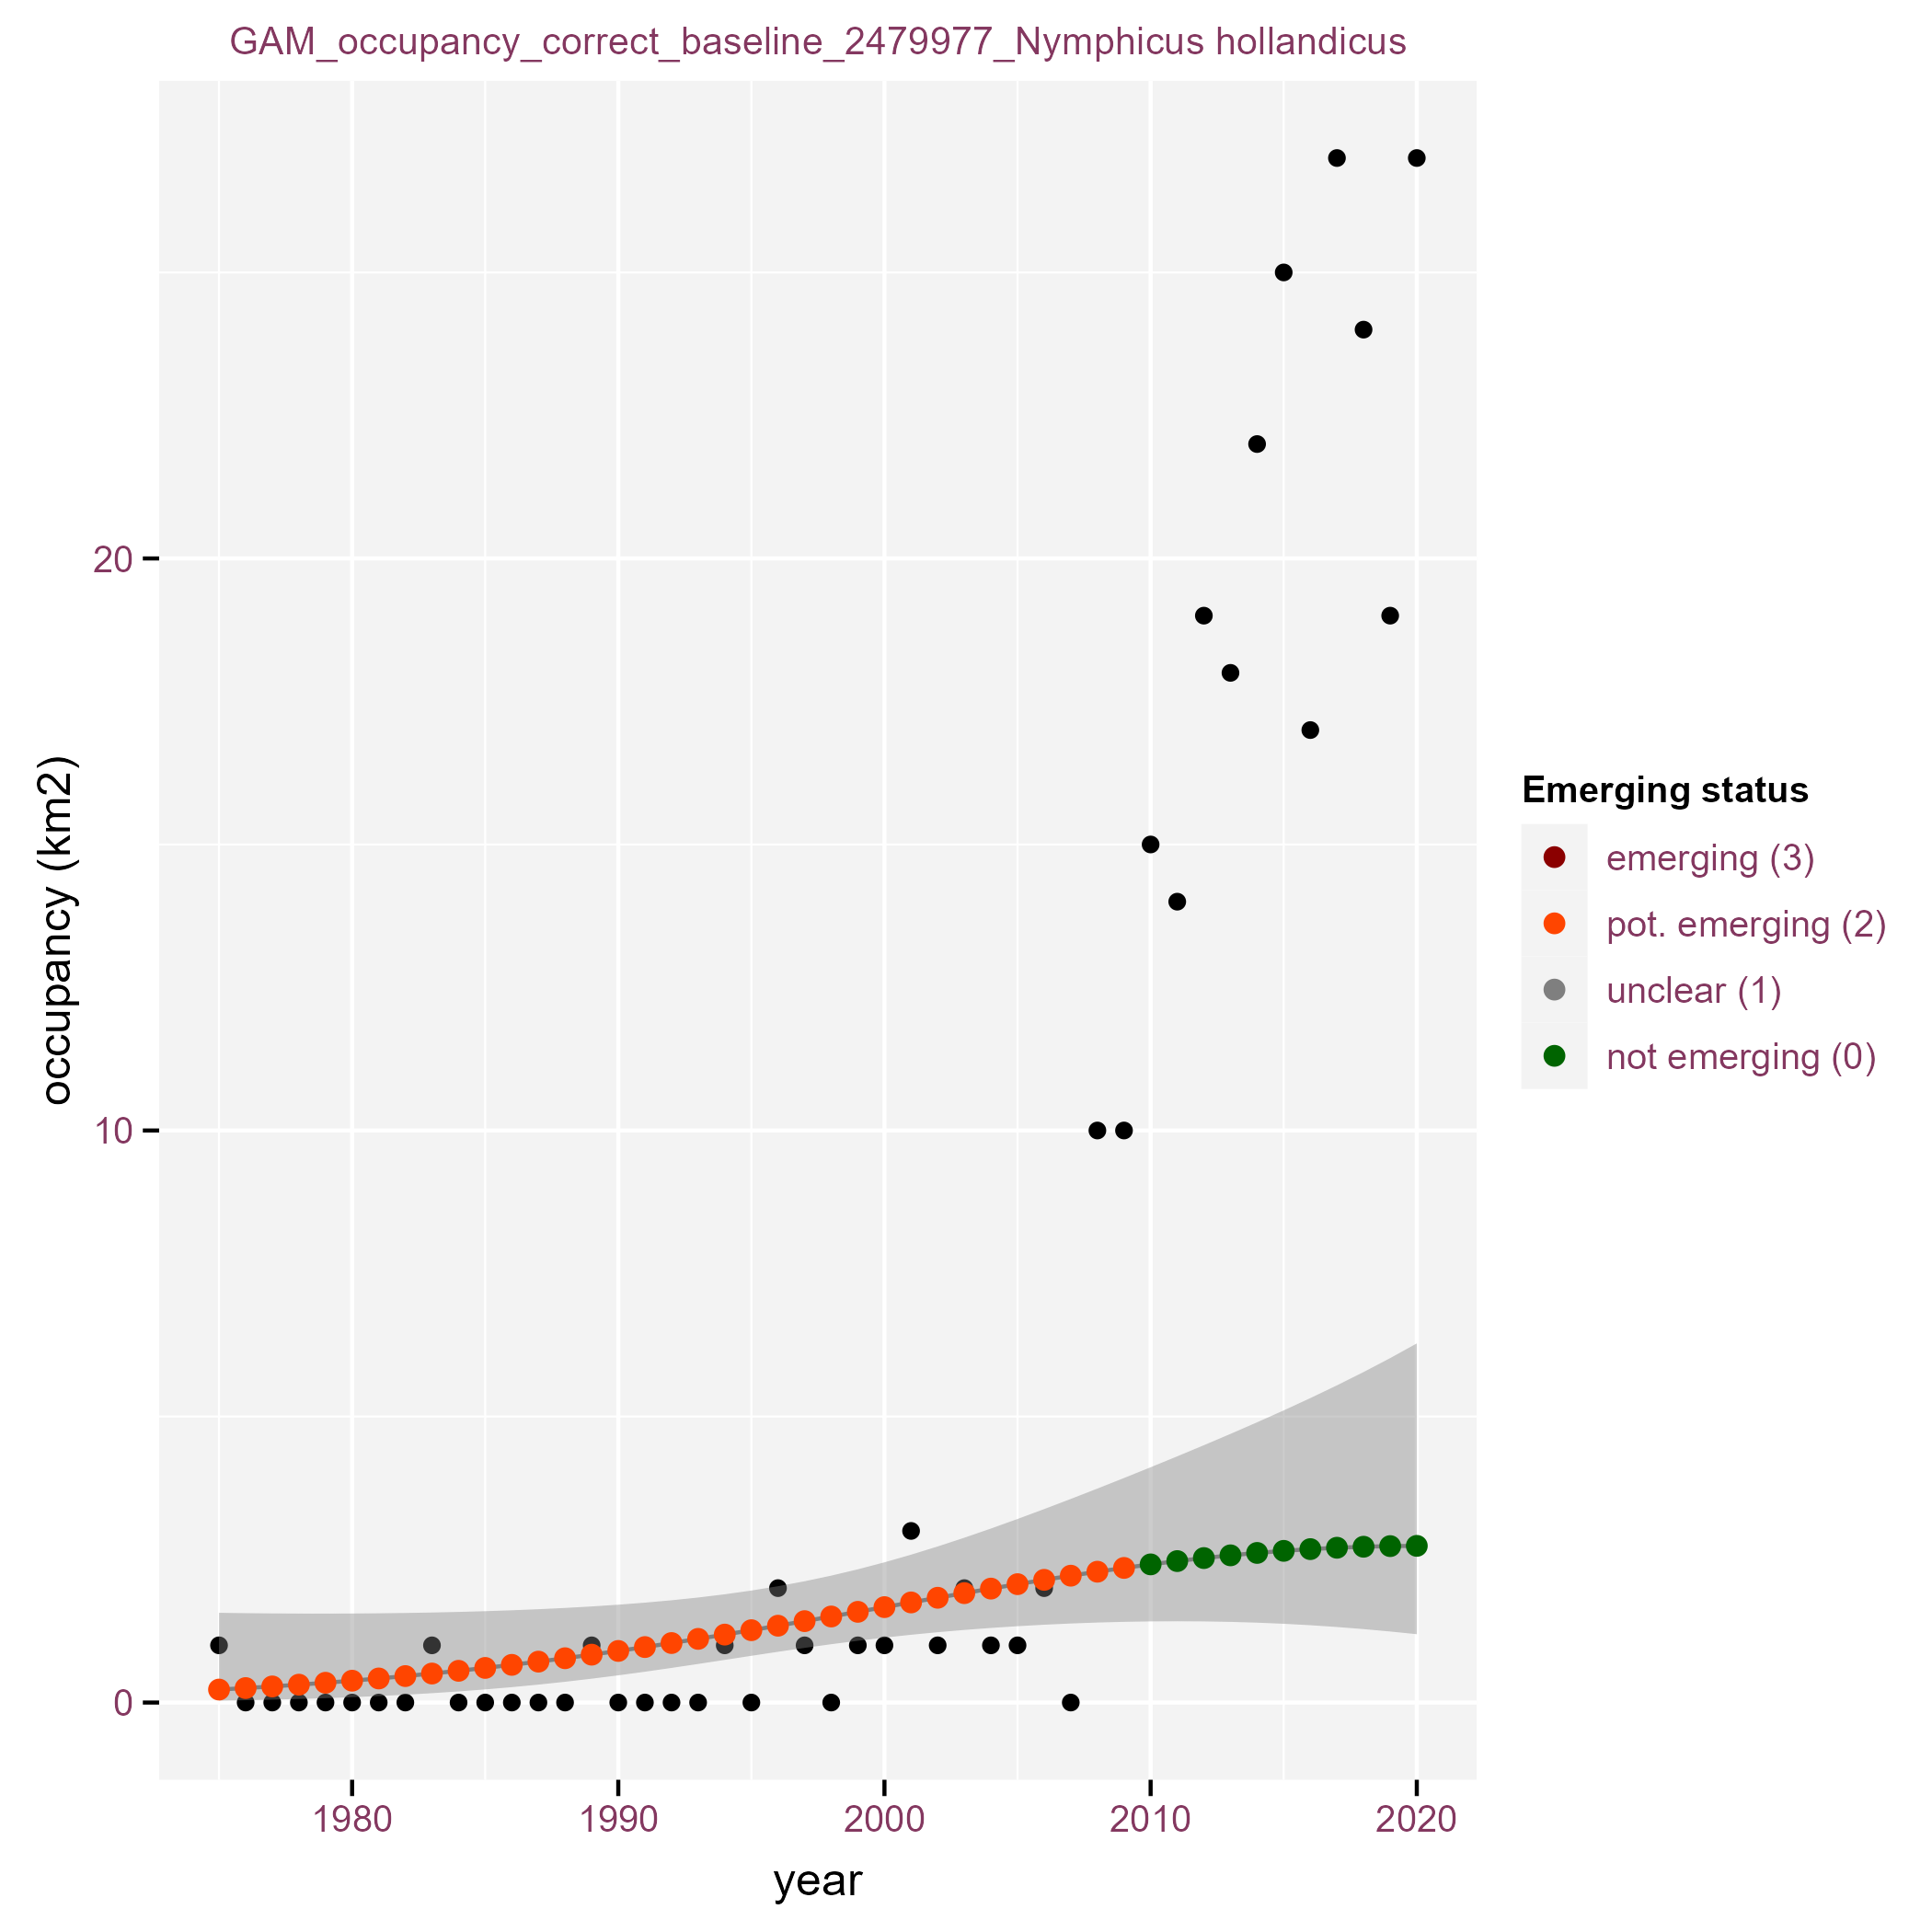 GAM_occupancy_correct_baseline_2479977_Nymphicus hollandicus
occupancy (km2)
20
10
0
1980
1990
2000
2010
2020
year
Emerging status
emerging (3)
pot. emerging (2)
unclear (1)
not emerging (0)